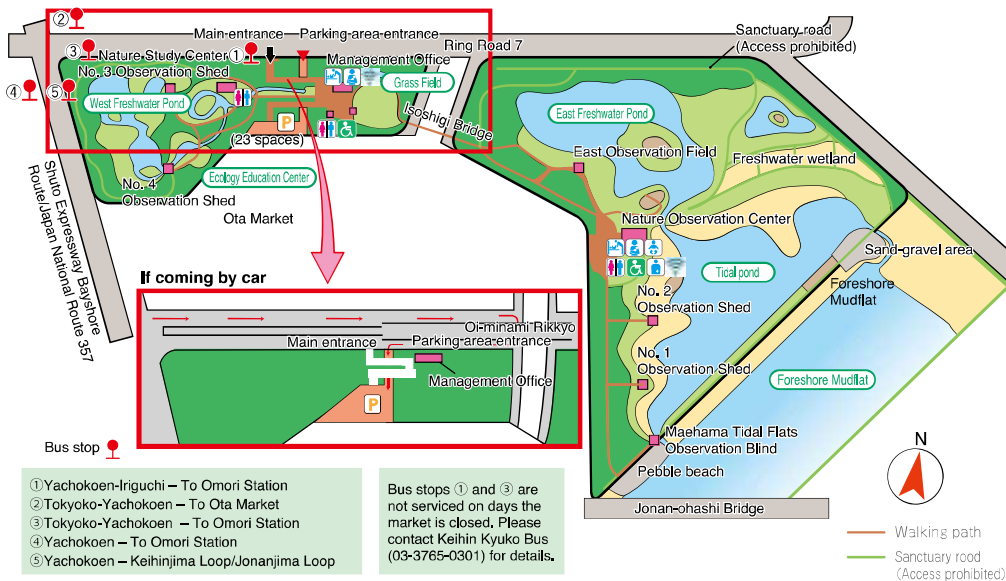 ②
Main entrance
Parking-area entrance
③
Nature Study Center
①
Ring Road 7
Sanctuary road
(Access prohibited)
Management Office
No. 3 Observation Shed
④
⑤
West Freshwater Pond
Grass Field
P
(23 spaces)
Isoshigi Bridge
East Freshwater Pond
East Observation Field
Freshwater wetland
No. 4
Observation Shed
Ecology Education Center
Ota Market
Shuto Expressway Bayshore
Route/Japan National Route 357
Nature Observation Center
Sand-gravel area
Tidal pond
Foreshore
Mudflat
No. 2
Observation Shed
No. 1
Observation Shed
Foreshore Mudflat
Maehama Tidal Flats
Observation Blind
Pebble beach
Jonan-ohashi Bridge
If coming by car
Oi-minami Rikkyo
Main entrance
Parking-area entrance
Management Office
P
Bus stop
①Yachokoen-Iriguchi – To Omori Station
②Tokyoko-Yachokoen – To Ota Market
③Tokyoko-Yachokoen – To Omori Station
④Yachokoen – To Omori Station
⑤Yachokoen – Keihinjima Loop/Jonanjima Loop
Bus stops ① and ③ are
not serviced on days the
market is closed. Please
contact Keihin Kyuko Bus
(03-3765-0301) for details.
N
Walking path
Sanctuary rood
(Access prohibited)